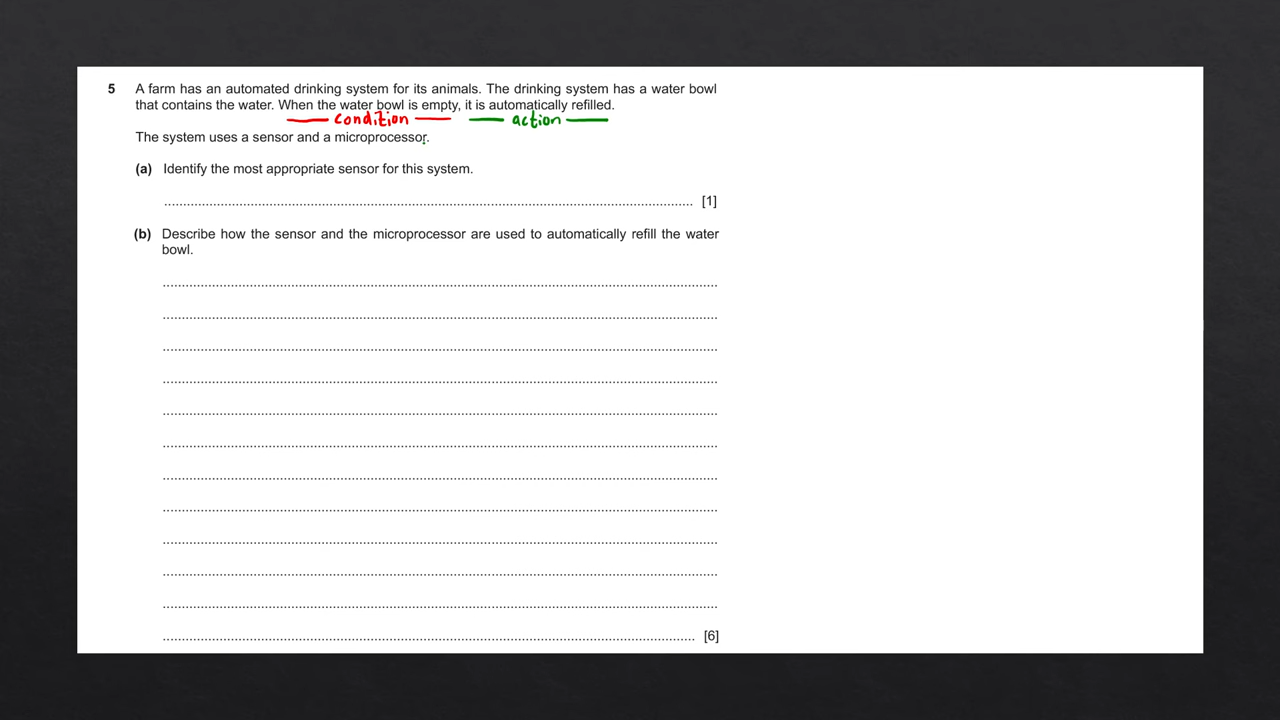 5 A farm has an automated drinking system for its animals. The drinking system has a water bowl
that contains the water. When the water bowl is empty, it is automatically refilled.
condition action
The system uses a sensor and a microprocessor.
(a) Identify the most appropriate sensor for this system.
[1]
(b) Describe how the sensor and the microprocessor are used to automatically refill the water
bowl.
[6]